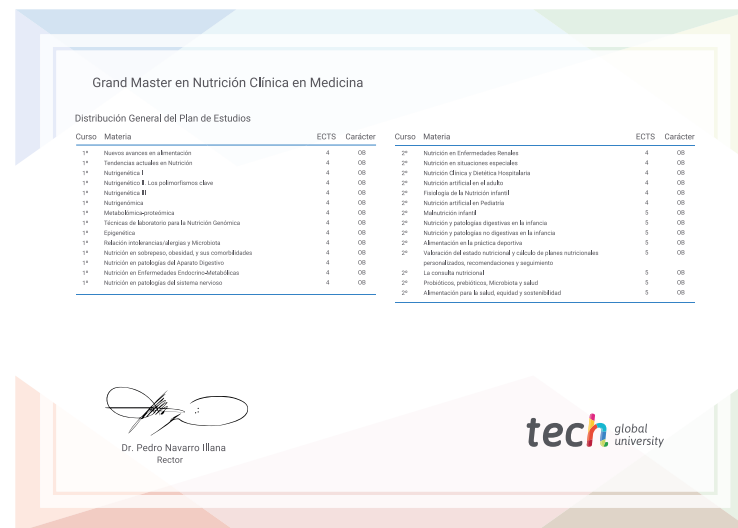 Grand Master en Nutrición Clínica en Medicina
Distribución General del Plan de Estudios
Curso Materia ECTS Carácter
1º Nuevos avances en alimentación 4 OB
1º Tendencias actuales en Nutrición 4 OB
1º Nutrigenética I 4 OB
1º Nutrigenética II. Los polimorfismos clave 4 OB
1º Nutrigenética III 4 OB
1º Nutrigenómica 4 OB
1º Metabolómica-proteómica 4 OB
1º Técnicas de laboratorio para la Nutrición Genómica 4 OB
1º Epigenética 4 OB
1º Relación intolerancias/alergias y Microbiota 4 OB
1º Nutrición en sobrepeso, obesidad, y sus comorbilidades 4 OB
1º Nutrición en patologías del Aparato Digestivo 4 OB
1º Nutrición en Enfermedades Endocrino-Metabólicas 4 OB
1º Nutrición en patologías del sistema nervioso 4 OB
Curso Materia ECTS Carácter
2º Nutrición en Enfermedades Renales 4 OB
2º Nutrición en situaciones especiales 4 OB
2º Nutrición Clínica y Dietética Hospitalaria 4 OB
2º Nutrición artificial en el adulto 4 OB
2º Fisiología de la Nutrición infantil 4 OB
2º Nutrición artificial en Pediatría 4 OB
2º Malnutrición infantil 5 OB
2º Nutrición y patologías digestivas en la infancia 5 OB
2º Nutrición y patologías no digestivas en la infancia 5 OB
2º Alimentación en la práctica deportiva 5 OB
2º Valoración del estado nutricional y cálculo de planes nutricionales 5 OB
personalizados, recomendaciones y seguimiento
2º La consulta nutricional 5 OB
2º Probióticos, prebióticos, Microbiota y salud 5 OB
2º Alimentación para la salud, equidad y sostenibilidad 5 OB
Dr. Pedro Navarro Illana
Rector
tech global
university